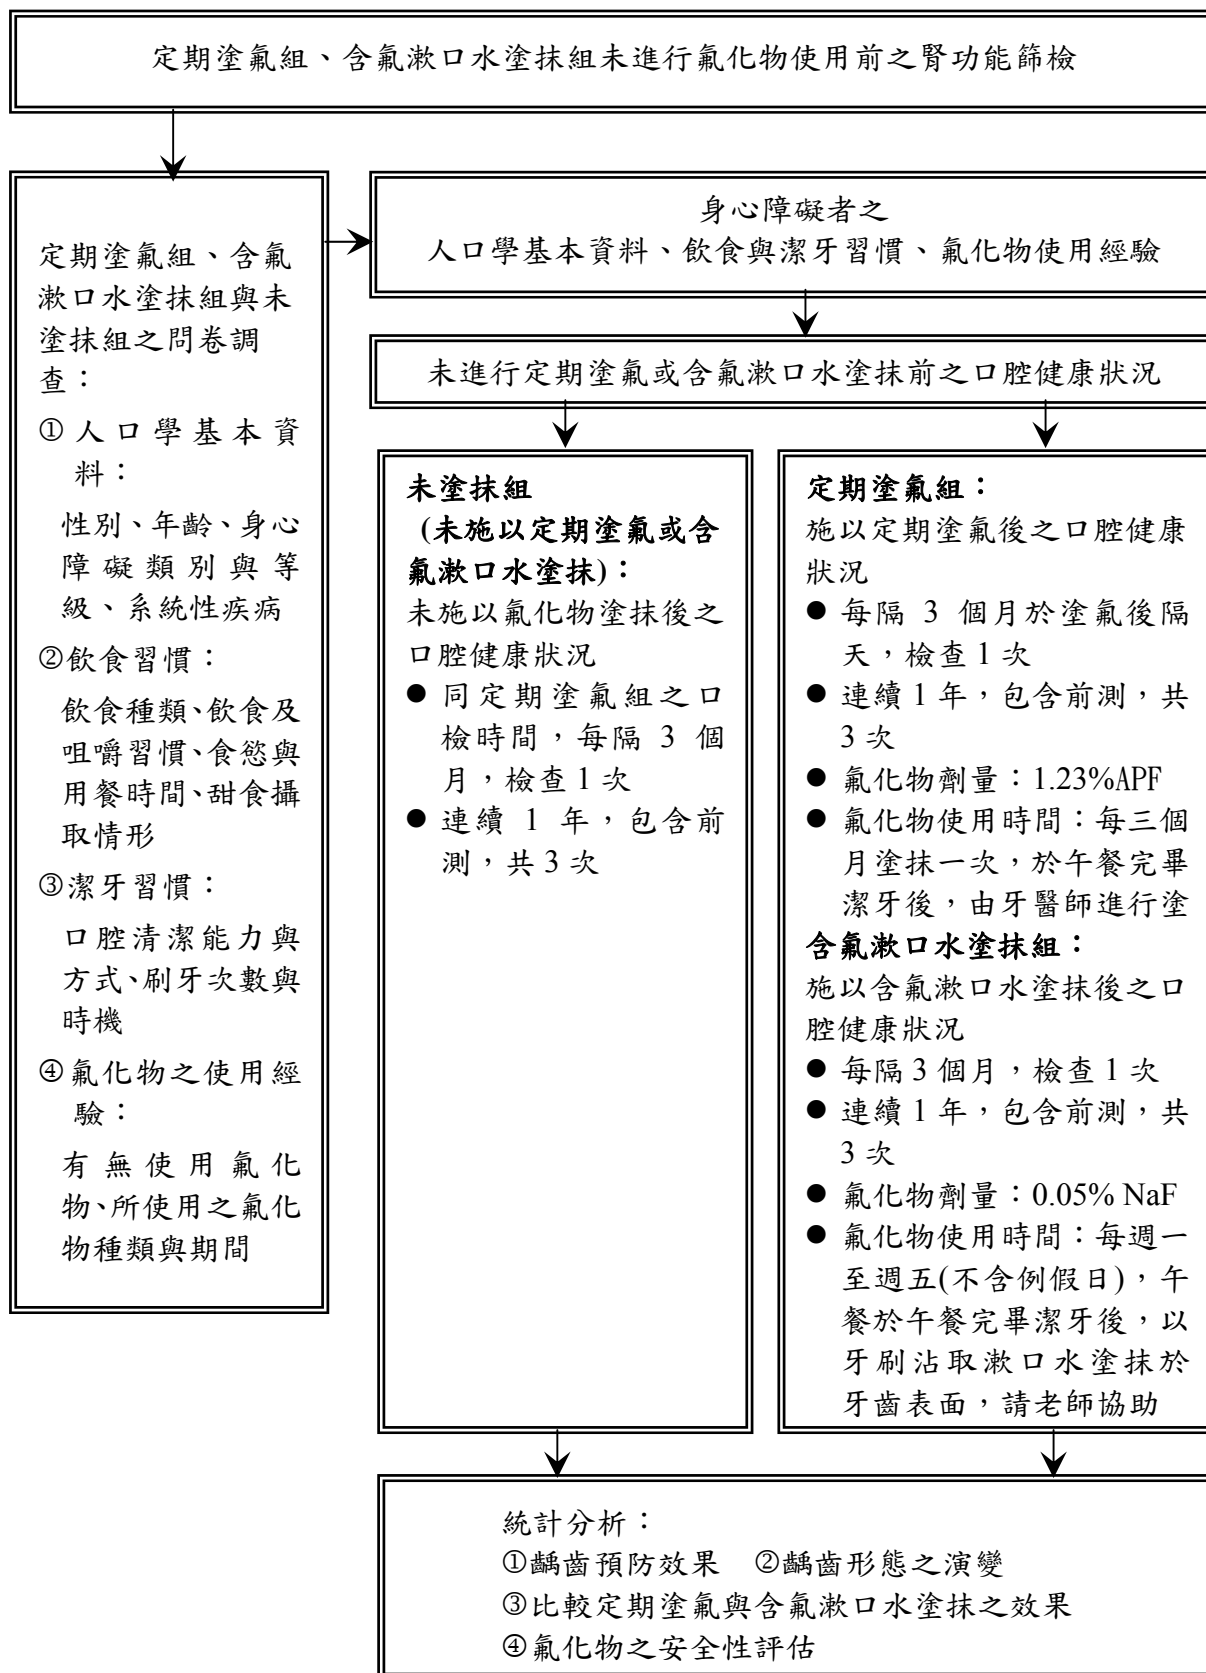 定期塗氟組、含氟漱口水塗抹組未進行氟化物使用前之腎功能篩檢
定期塗氟組、含氟
漱口水塗抹組與未
塗抹組之問卷調
查：
①人口學基本資
料：
性別、年齡、身心
障礙類別與等
級、系統性疾病
②飲食習慣：
飲食種類、飲食及
咀嚼習慣、食慾與
用餐時間、甜食攝
取情形
③潔牙習慣：
口腔清潔能力與
方式、刷牙次數與
時機
④氟化物之使用經
驗：
有無使用氟化
物、所使用之氟化
物種類與期間
身心障礙者之
人口學基本資料、飲食與潔牙習慣、氟化物使用經驗
未進行定期塗氟或含氟漱口水塗抹前之口腔健康狀況
未塗抹組
(未施以定期塗氟或含
氟漱口水塗抹)：
未施以氟化物塗抹後之
口腔健康狀況
● 同定期塗氟組之口
檢時間，每隔 3 個
月，檢查 1 次
● 連續 1 年，包含前
測，共 3 次
定期塗氟組：
施以定期塗氟後之口腔健康
狀況
● 每隔 3 個月於塗氟後隔
天，檢查 1 次
● 連續 1 年，包含前測，共
3 次
● 氟化物劑量：1.23%APF
● 氟化物使用時間：每三個
月塗抹一次，於午餐完畢
潔牙後，由牙醫師進行塗
含氟漱口水塗抹組：
施以含氟漱口水塗抹後之口
腔健康狀況
● 每隔 3 個月，檢查 1 次
● 連續 1 年，包含前測，共
3 次
● 氟化物劑量：0.05% NaF
● 氟化物使用時間：每週一
至週五(不含例假日)，午
餐於午餐完畢潔牙後，以
牙刷沾取漱口水塗抹於
牙齒表面，請老師協助
統計分析：
①齲齒預防效果 ②齲齒形態之演變
③比較定期塗氟與含氟漱口水塗抹之效果
④氟化物之安全性評估